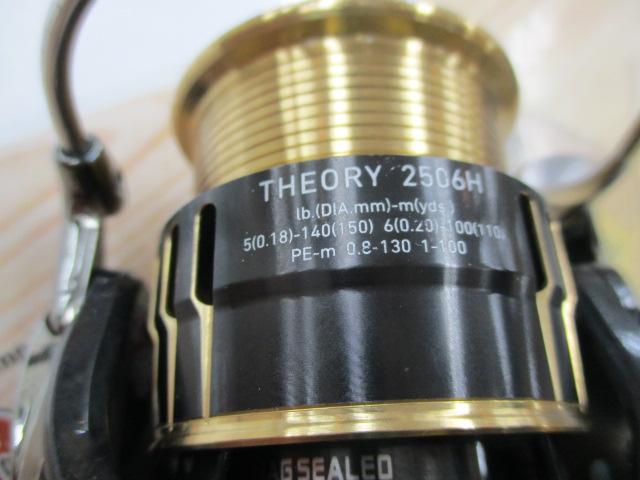 THEORY 2506H
lb.(DIA.mm)-m(yds.)
5(0.18)-140(150) 6(0.20)-100(110)
PE-m 0.8-130 1-100
GSEALED